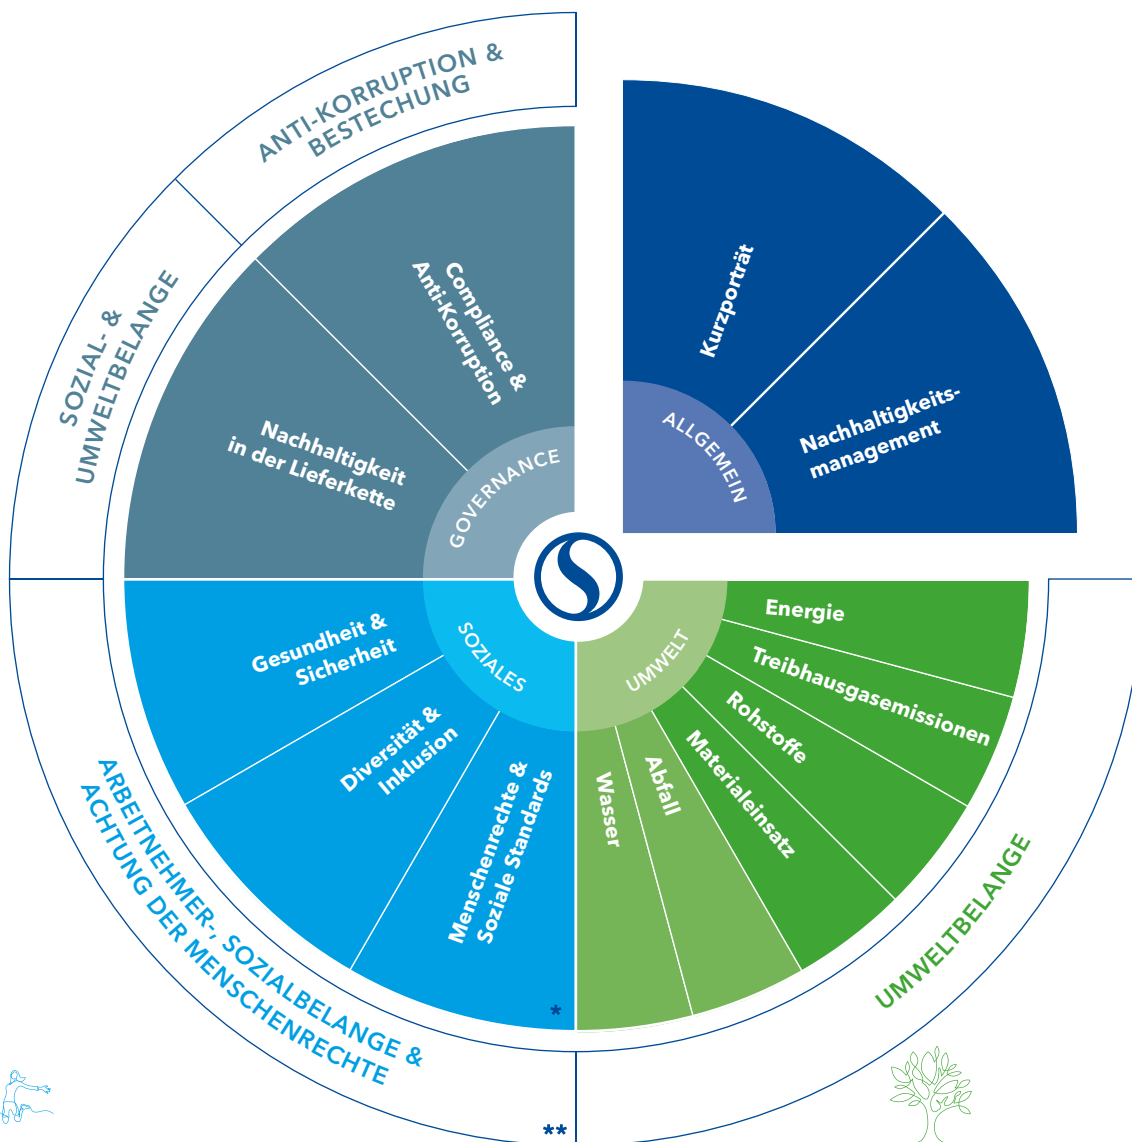 ANTI-KORRUPTION &
BESTECHUNG
SOZIAL- &
UMWELTBELANGE
Compliance &
Anti-Korruption
Nachhaltigkeit
in der Lieferkette
GOVERNANCE
Kurzporträt
Nachhaltigkeits-
management
ALLGEMEIN
Gesundheit &
Sicherheit
Diversität &
Inklusion
Menschenrechte &
Soziale Standards
*
SOZIALES
UMWELT
Energie
Treibhausgasemissionen
Rohstoffe
Materialeinsatz
Abfall
Wasser
ARBEITNEHMER-, SOZIALBELANGE &
ACHTUNG DER MENSCHENRECHTE
**
UMWELTBELANGE